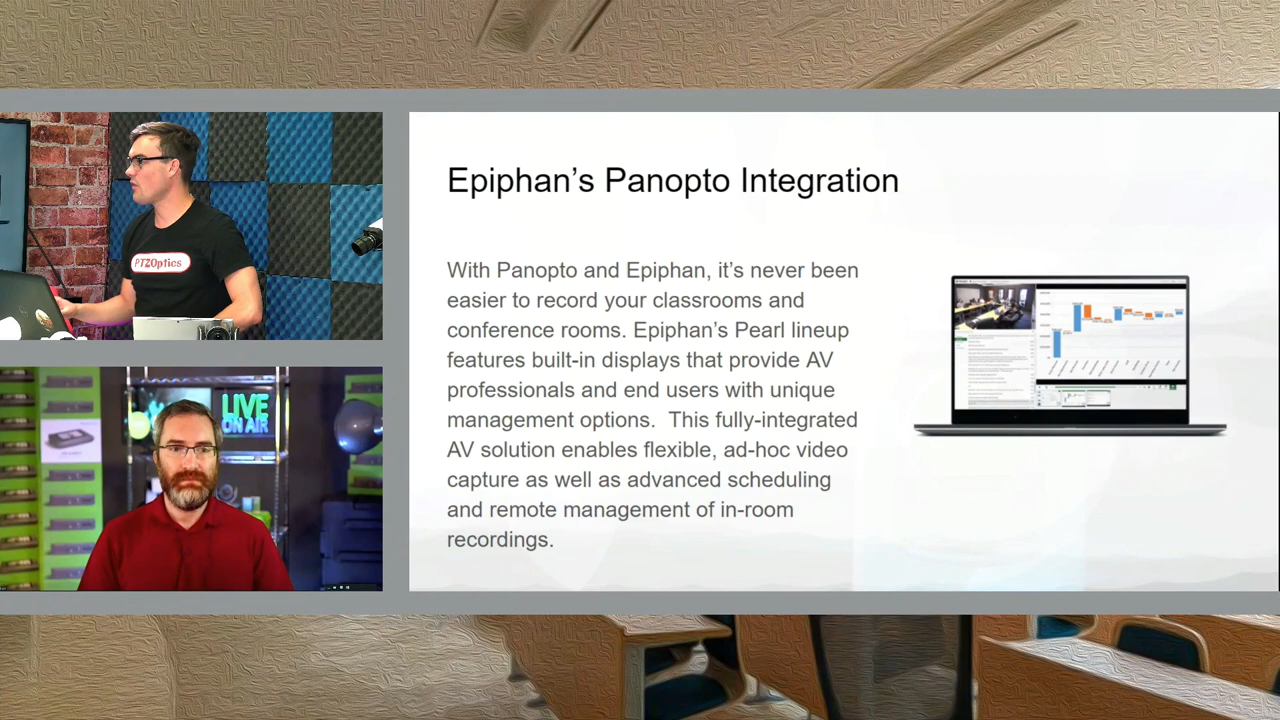 PTZOptics
LIVE
ON AIR
Epiphan’s Panopto Integration
With Panopto and Epiphan, it’s never been
easier to record your classrooms and
conference rooms. Epiphan’s Pearl lineup
features built-in displays that provide AV
professionals and end users with unique
management options.  This fully-integrated
AV solution enables flexible, ad-hoc video
capture as well as advanced scheduling
and remote management of in-room
recordings.